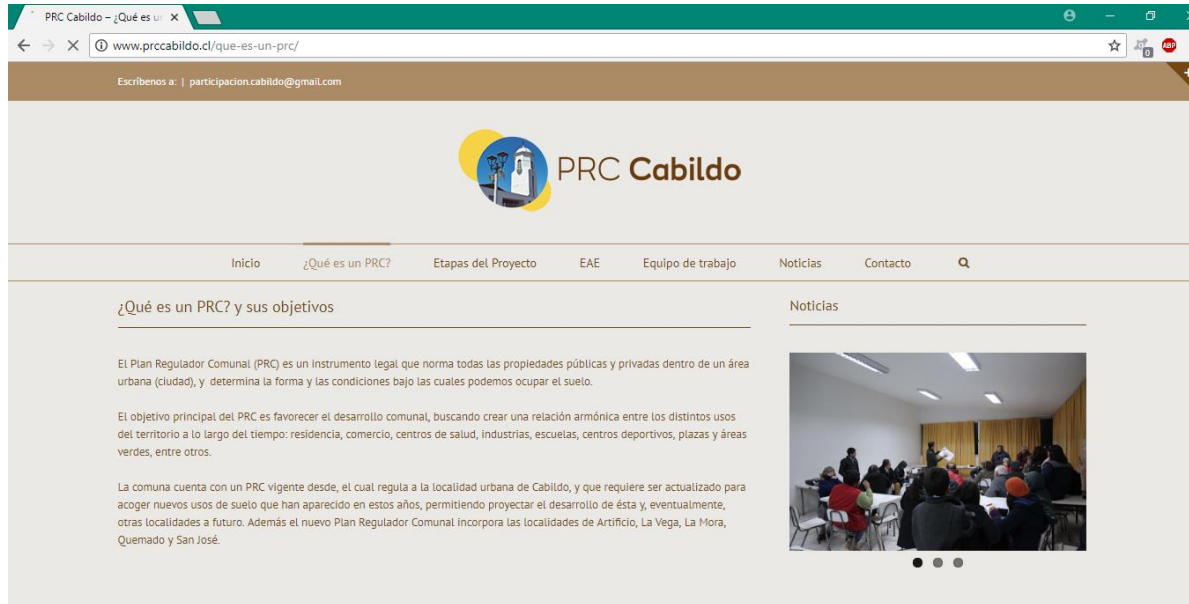 PRC Cabildo – ¿Qué es u
www.prccabildo.cl/que-es-un-prc/
0
ABP
Escríbenos a: | participacion.cabildo@gmail.com
PRC Cabildo
Inicio ¿Qué es un PRC? Etapas del Proyecto EAE Equipo de trabajo Noticias Contacto
¿Qué es un PRC? y sus objetivos
El Plan Regulador Comunal (PRC) es un instrumento legal que norma todas las propiedades públicas y privadas dentro de un área
urbana (ciudad), y determina la forma y las condiciones bajo las cuales podemos ocupar el suelo.
El objetivo principal del PRC es favorecer el desarrollo comunal, buscando crear una relación armónica entre los distintos usos
del territorio a lo largo del tiempo: residencia, comercio, centros de salud, industrias, escuelas, centros deportivos, plazas y áreas
verdes, entre otros.
La comuna cuenta con un PRC vigente desde, el cual regula a la localidad urbana de Cabildo, y que requiere ser actualizado para
acoger nuevos usos de suelo que han aparecido en estos años, permitiendo proyectar el desarrollo de ésta y, eventualmente,
otras localidades a futuro. Además el nuevo Plan Regulador Comunal incorpora las localidades de Artificio, La Vega, La Mora,
Quemado y San José.
Noticias